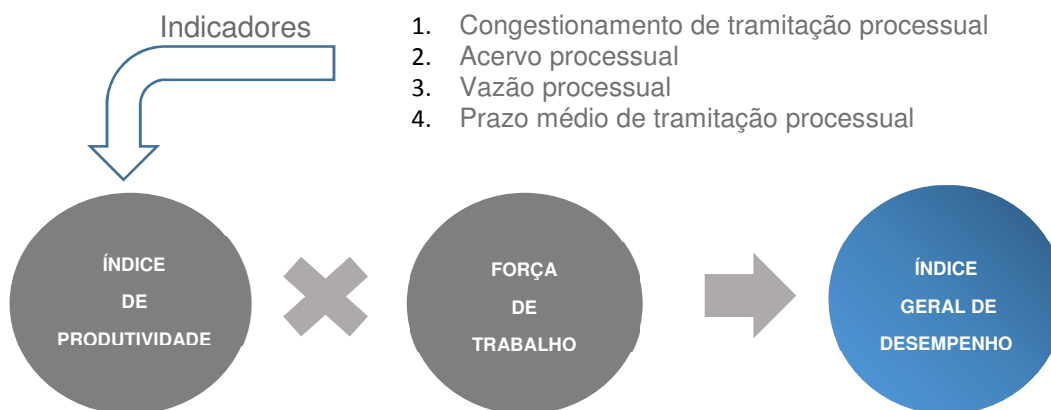 Indicadores
1. Congestionamento de tramitação processual
2. Acervo processual
3. Vazão processual
4. Prazo médio de tramitação processual
ÍNDICE
DE
PRODUTIVIDADE
FORÇA
DE
TRABALHO
ÍNDICE
GERAL DE
DESEMPENHO